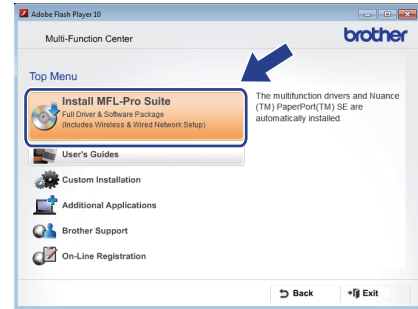 Adobe Flash Player 10
Multi-Function Center
brother
Top Menu
Install MFL-Pro Suite
Full Driver & Software Package
(Includes Wireless & Wired Network Setup)
The multifunction drivers and Nuance
(TM) PaperPort(TM) SE are
automatically installed.
User's Guides
Custom Installation
Additional Applications
Brother Support
On-Line Registration
Back
Exit